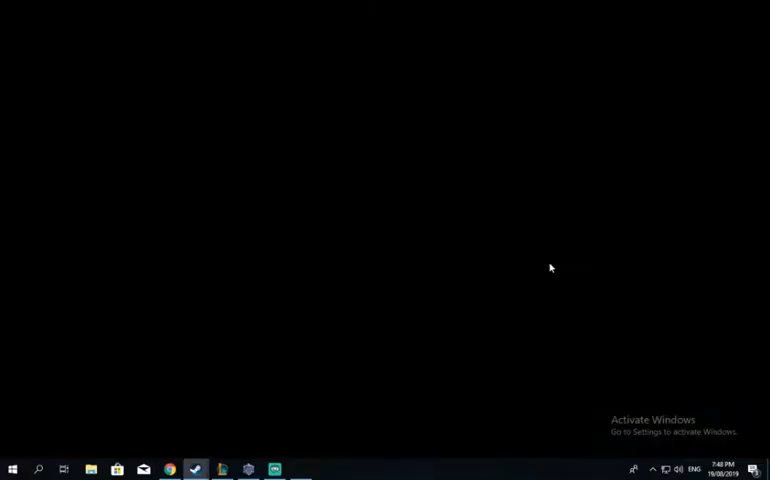 Activate Windows
Go to Settings to activate Windows.
ENG
7:48 PM
19/08/2019